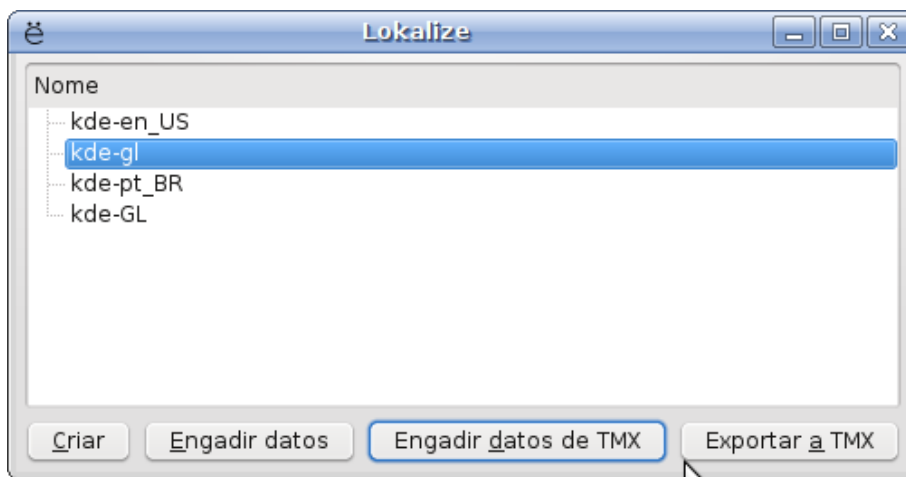 ë Lokalize
Nome
kde-en_US
kde-gl
kde-pt_BR
kde-GL
Criar Engadir datos Engadir datos de TMX Exportar a TMX